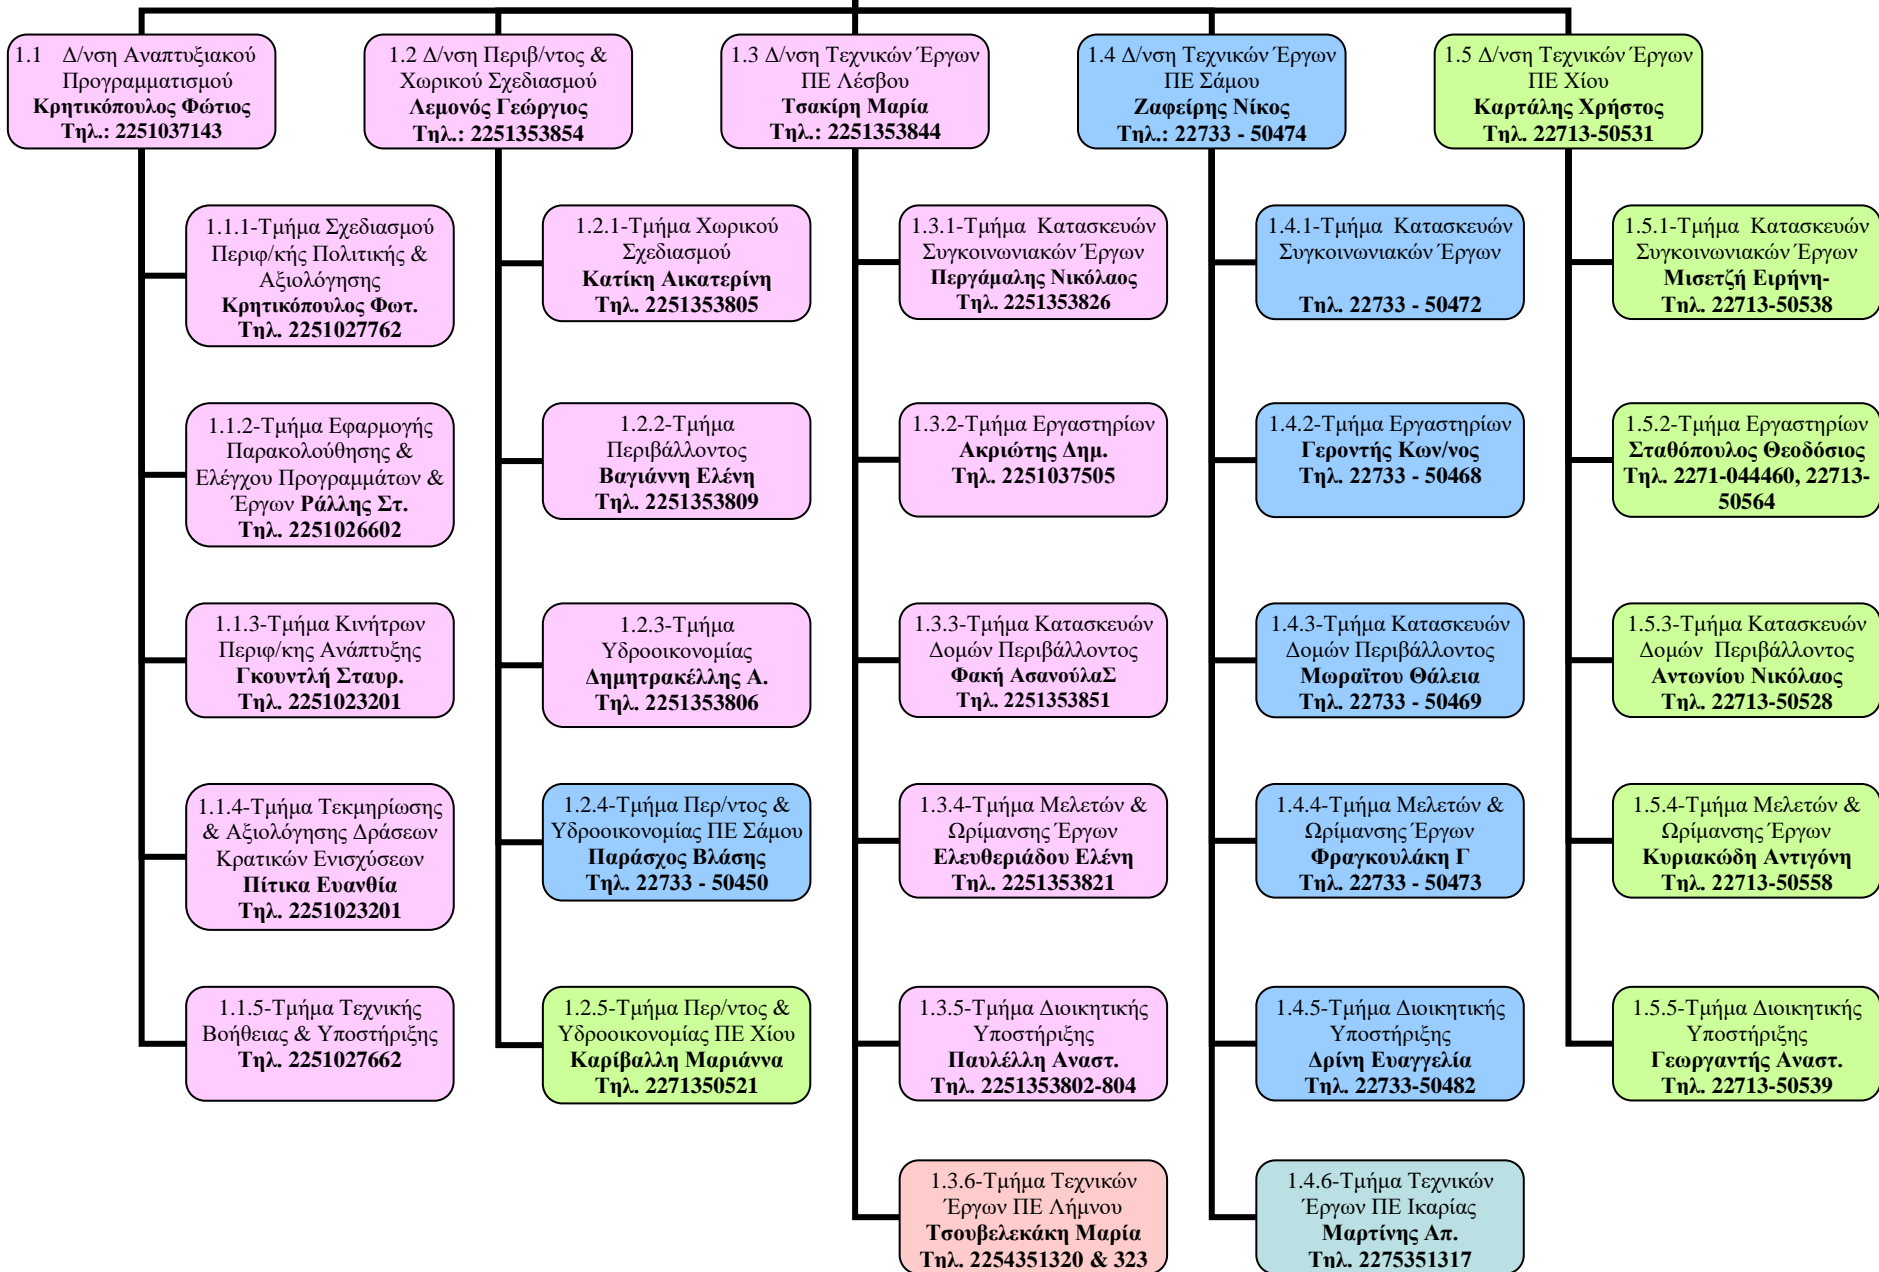 1.1 Δ/νση Αναπτυξιακού
Προγραμματισμού
Κρητικόπουλος Φώτιος
Τηλ.: 2251037143
1.2 Δ/νση Περιβ/ντος &
Χωρικού Σχεδιασμού
Λεμονός Γεώργιος
Τηλ.: 2251353854
1.3 Δ/νση Τεχνικών Έργων
ΠΕ Λέσβου
Τσακίρη Μαρία
Τηλ.: 2251353844
1.4 Δ/νση Τεχνικών Έργων
ΠΕ Σάμου
Ζαφείρης Νίκος
Τηλ.: 22733 - 50474
1.5 Δ/νση Τεχνικών Έργων
ΠΕ Χίου
Καρτάλης Χρήστος
Τηλ. 22713-50531
1.1.1-Τμήμα Σχεδιασμού
Περιφ/κής Πολιτικής &
Αξιολόγησης
Κρητικόπουλος Φωτ.
Τηλ. 2251027762
1.2.1-Τμήμα Χωρικού
Σχεδιασμού
Κατίκη Αικατερίνη
Τηλ. 2251353805
1.3.1-Τμήμα Κατασκευών
Συγκοινωνιακών Έργων
Περγάμαλης Νικόλαος
Τηλ. 2251353826
1.4.1-Τμήμα Κατασκευών
Συγκοινωνιακών Έργων
Τηλ. 22733 - 50472
1.5.1-Τμήμα Κατασκευών
Συγκοινωνιακών Έργων
Μισετζή Ειρήνη-
Τηλ. 22713-50538
1.1.2-Τμήμα Εφαρμογής
Παρακολούθησης &
Ελέγχου Προγραμμάτων &
Έργων Ράλλης Στ.
Τηλ. 2251026602
1.2.2-Τμήμα
Περιβάλλοντος
Βαγιάννη Ελένη
Τηλ. 2251353809
1.3.2-Τμήμα Εργαστηρίων
Ακριώτης Δημ.
Τηλ. 2251037505
1.4.2-Τμήμα Εργαστηρίων
Γεροντής Κων/νος
Τηλ. 22733 - 50468
1.5.2-Τμήμα Εργαστηρίων
Σταθόπουλος Θεοδόσιος
Τηλ. 2271-044460, 22713-
50564
1.1.3-Τμήμα Κινήτρων
Περιφ/κης Ανάπτυξης
Γκουντλή Σταυρ.
Τηλ. 2251023201
1.2.3-Τμήμα
Υδροοικονομίας
Δημητρακέλλης Α.
Τηλ. 2251353806
1.3.3-Τμήμα Κατασκευών
Δομών Περιβάλλοντος
Φακή ΑσανούλαΣ
Τηλ. 2251353851
1.4.3-Τμήμα Κατασκευών
Δομών Περιβάλλοντος
Μωραϊτου Θάλεια
Τηλ. 22733 - 50469
1.5.3-Τμήμα Κατασκευών
Δομών Περιβάλλοντος
Αντωνίου Νικόλαος
Τηλ. 22713-50528
1.1.4-Τμήμα Τεκμηρίωσης
& Αξιολόγησης Δράσεων
Κρατικών Ενισχύσεων
Πίτικα Ευανθία
Τηλ. 2251023201
1.2.4-Τμήμα Περ/ντος &
Υδροοικονομίας ΠΕ Σάμου
Παράσχος Βλάσης
Τηλ. 22733 - 50450
1.3.4-Τμήμα Μελετών &
Ωρίμανσης Έργων
Ελευθεριάδου Ελένη
Τηλ. 2251353821
1.4.4-Τμήμα Μελετών &
Ωρίμανσης Έργων
Φραγκουλάκη Γ
Τηλ. 22733 - 50473
1.5.4-Τμήμα Μελετών &
Ωρίμανσης Έργων
Κυριακώδη Αντιγόνη
Τηλ. 22713-50558
1.1.5-Τμήμα Τεχνικής
Βοήθειας & Υποστήριξης
Τηλ. 2251027662
1.2.5-Τμήμα Περ/ντος &
Υδροοικονομίας ΠΕ Χίου
Καρίβαλλη Μαριάννα
Τηλ. 2271350521
1.3.5-Τμήμα Διοικητικής
Υποστήριξης
Παυλέλλη Αναστ.
Τηλ. 2251353802-804
1.4.5-Τμήμα Διοικητικής
Υποστήριξης
Δρίνη Ευαγγελία
Τηλ. 22733-50482
1.5.5-Τμήμα Διοικητικής
Υποστήριξης
Γεωργαντής Αναστ.
Τηλ. 22713-50539
1.3.6-Τμήμα Τεχνικών
Έργων ΠΕ Λήμνου
Τσουβελεκάκη Μαρία
Τηλ. 2254351320 & 323
1.4.6-Τμήμα Τεχνικών
Έργων ΠΕ Ικαρίας
Μαρτίνης Απ.
Τηλ. 2275351317